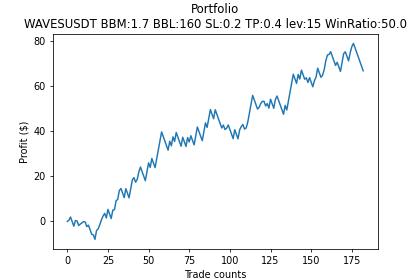 Portfolio
WAVESUSDT BBM:1.7 BBL:160 SL:0.2 TP:0.4 lev:15 WinRatio:50.0
80
60
40
20
0
Profit ($)
0 25 50 75 100 125 150 175
Trade counts